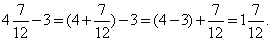 4 7/12 − 3 = (4 + 7/12) − 3 = (4 − 3) + 7/12 = 1 7/12.